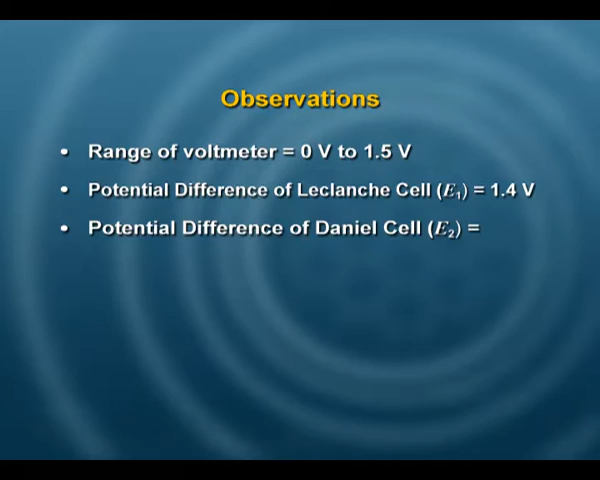 Observations
• Range of voltmeter = 0 V to 1.5 V
• Potential Difference of Leclanche Cell (E₁) = 1.4 V
• Potential Difference of Daniel Cell (E₂) =